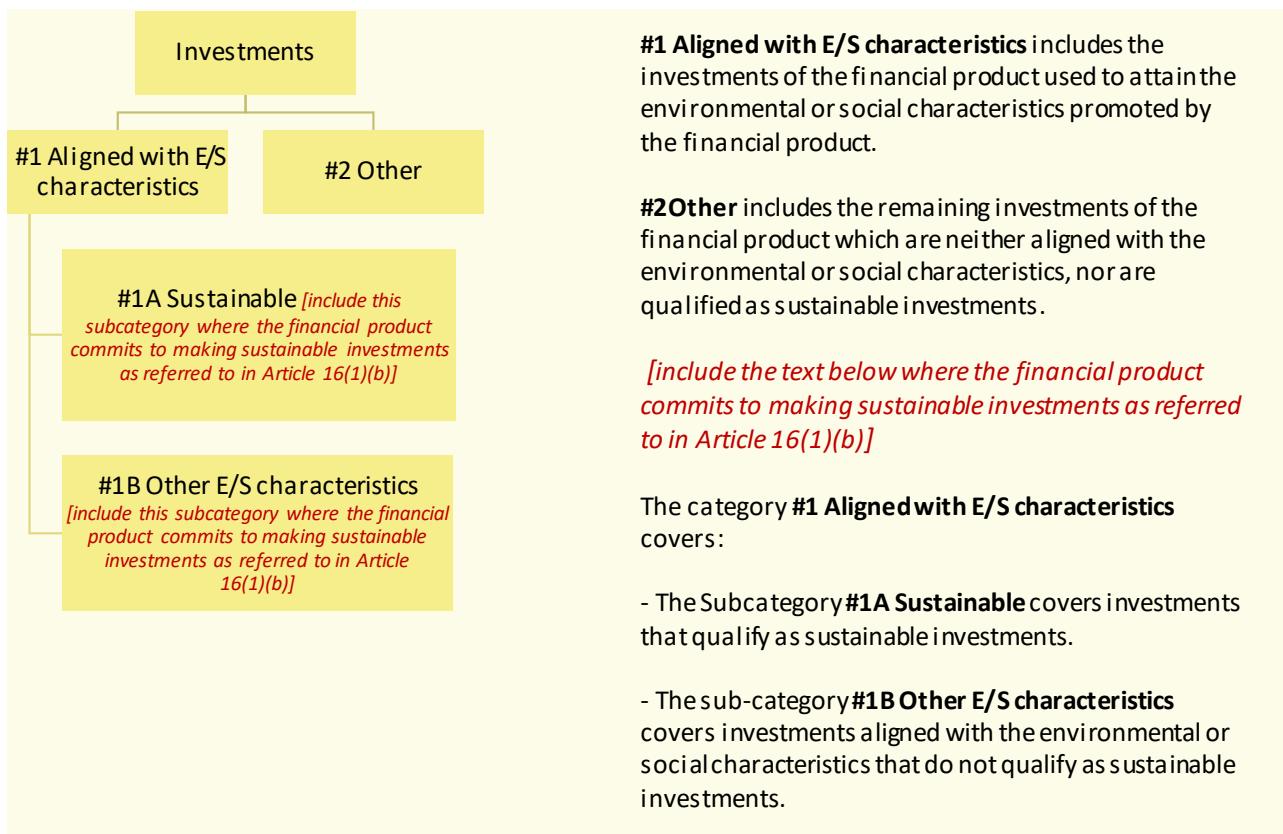 Investments
#1 Aligned with E/S
characteristics
#2 Other
#1A Sustainable [include this
subcategory where the financial product
commits to making sustainable investments
as referred to in Article 16(1)(b)]
#1B Other E/S characteristics
[include this subcategory where the financial
product commits to making sustainable
investments as referred to in Article
16(1)(b)]
#1 Aligned with E/S characteristics includes the
investments of the financial product used to attain the
environmental or social characteristics promoted by
the financial product.
#2Other includes the remaining investments of the
financial product which are neither aligned with the
environmental or social characteristics, nor are
qualified as sustainable investments.
[include the text below where the financial product
commits to making sustainable investments as referred
to in Article 16(1)(b)]
The category #1 Aligned with E/S characteristics
covers:
- The Subcategory #1A Sustainable covers investments
that qualify as sustainable investments.
- The sub-category #1B Other E/S characteristics
covers investments aligned with the environmental or
social characteristics that do not qualify as sustainable
investments.